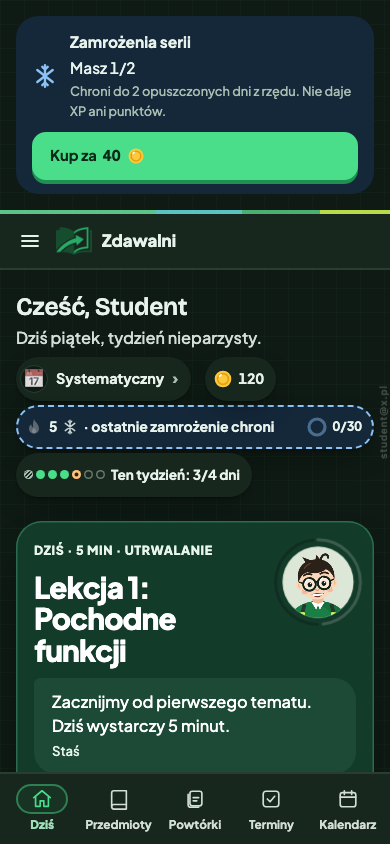 Zamrożenia serii
Masz 1/2
Chroni do 2 opuszczonych dni z rzędu. Nie daje
XP ani punktów.
Kup za 40
Zdawalni
Cześć, Student
Dziś piątek, tydzień nieparzysty.
17 Systematyczny › 120
5 · ostatnie zamrożenie chroni 0/30
student@x.pl
Ten tydzień: 3/4 dni
DZIŚ · 5 MIN · UTRWALANIE
Lekcja 1:
Pochodne
funkcji
Zacznijmy od pierwszego tematu.
Dziś wystarczy 5 minut.
Staś
Dziś Przedmioty Powtórki Terminy Kalendarz